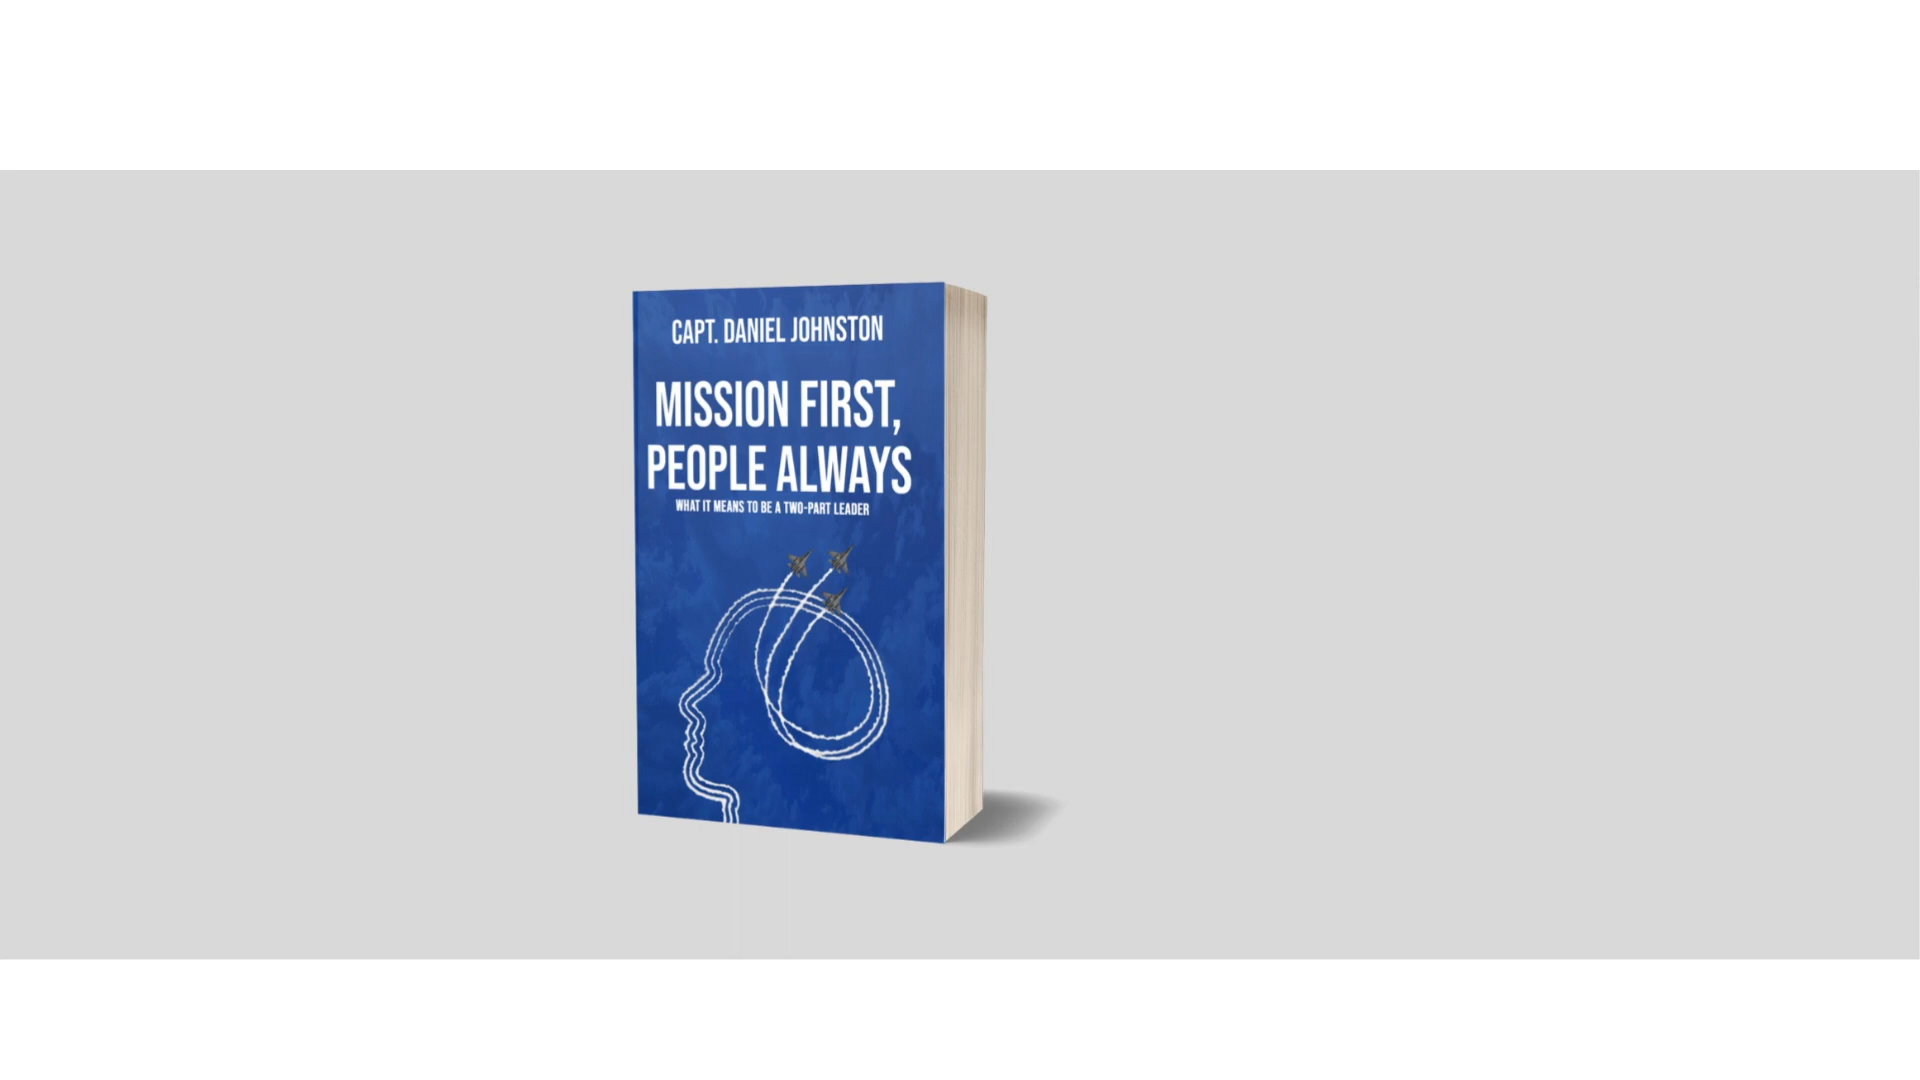 CAPT. DANIEL JOHNSTON
MISSION FIRST,
PEOPLE ALWAYS
WHAT IT MEANS TO BE A TWO-PART LEADER